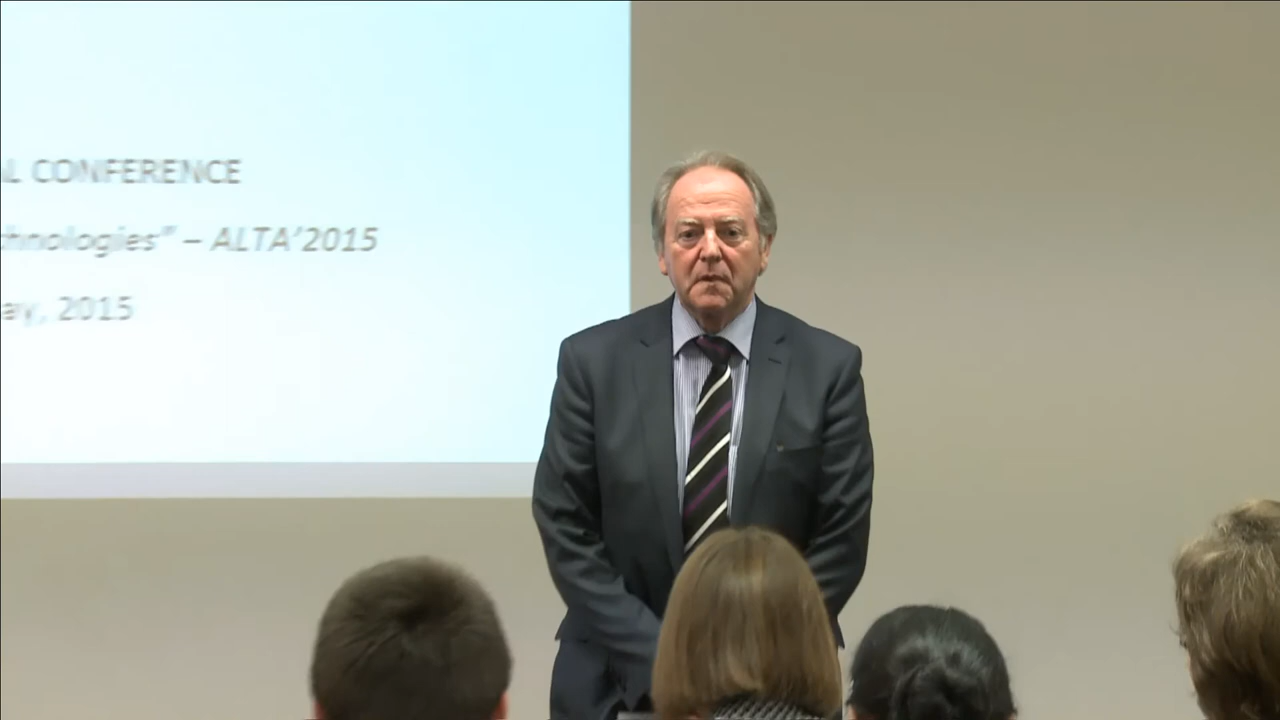 L CONFERENCE
chnologies” – ALTA’2015
ay, 2015